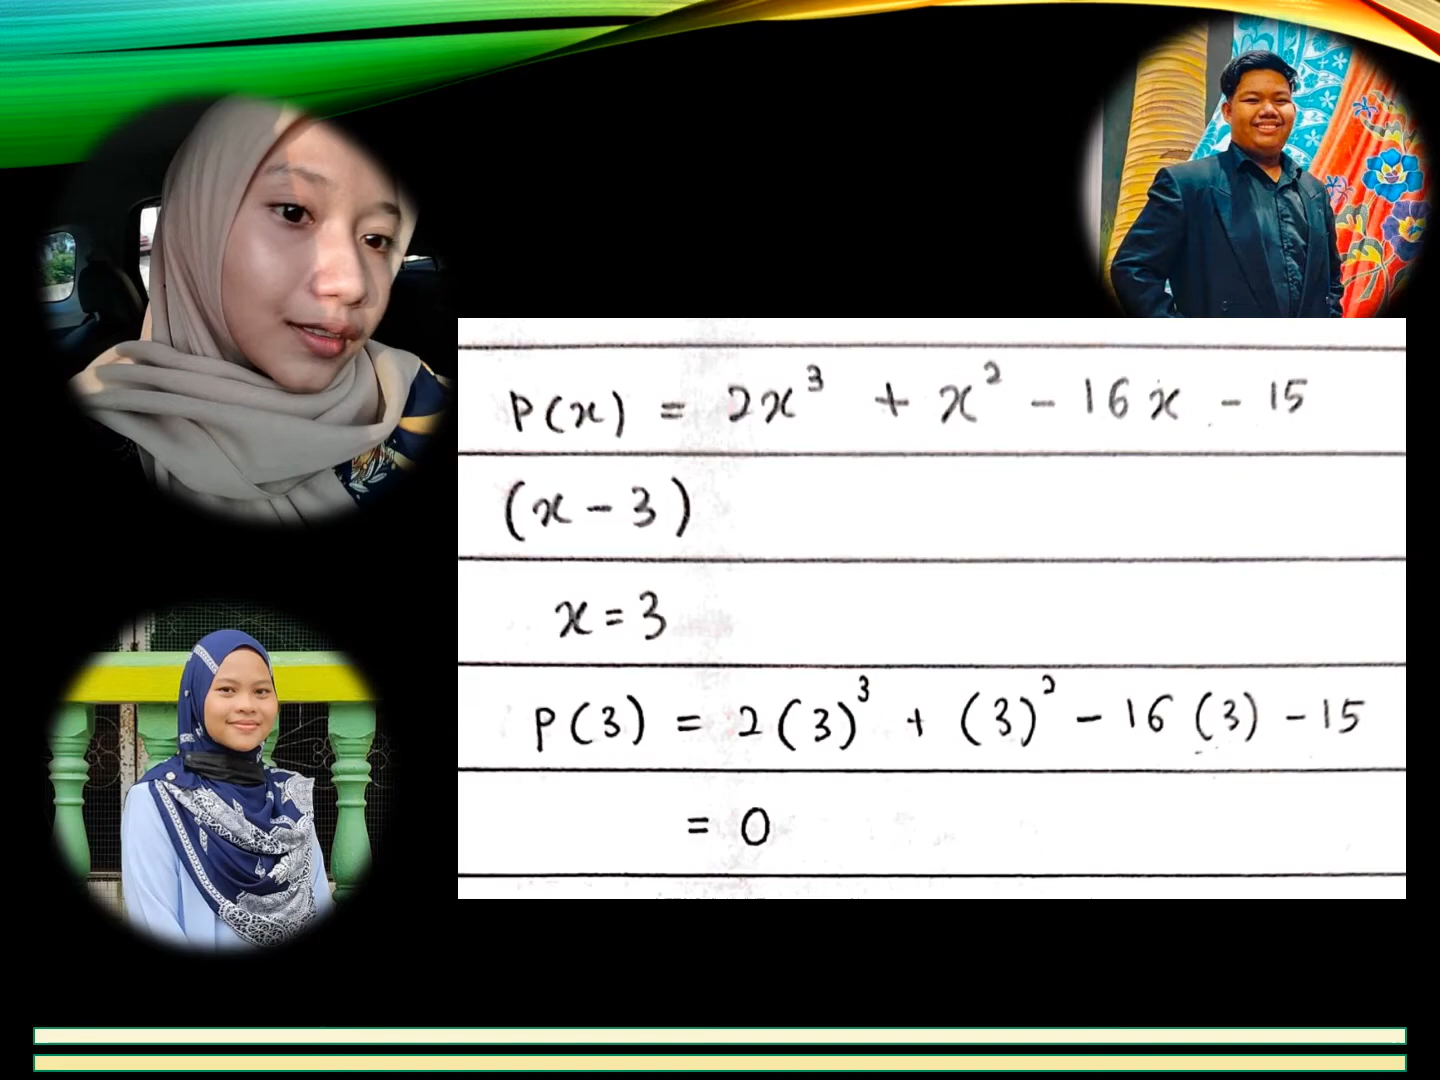 P(x) = 2x³ + x² - 16x - 15
(x - 3)
x = 3
P(3) = 2(3)³ + (3)² - 16(3) - 15
= 0